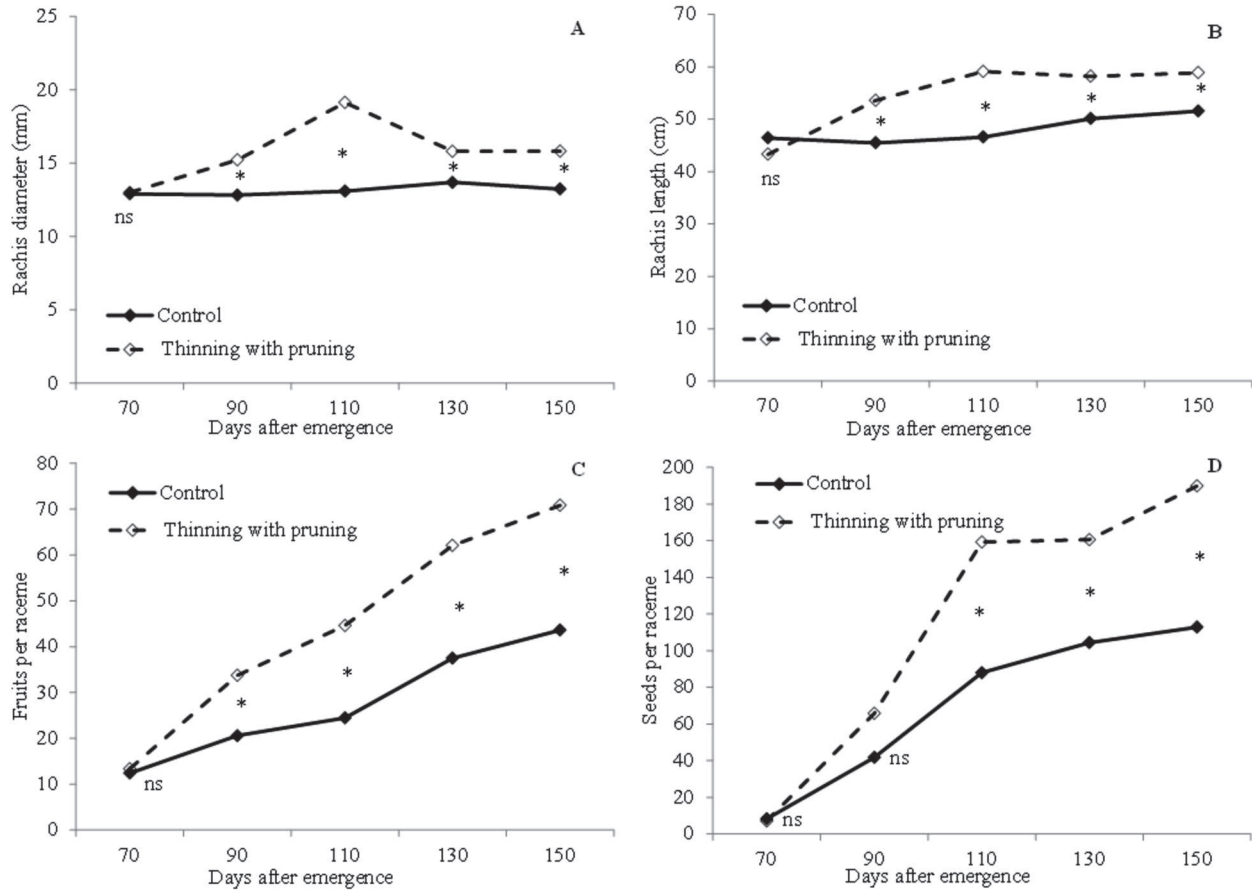 A
Rachis diameter (mm)
25
20
15
10
5
0
*
*
*
*
ns
Control
Thinning with pruning
70 90 110 130 150
Days after emergence
B
Rachis length (cm)
70
60
50
40
30
20
10
0
*
*
*
*
ns
Control
Thinning with pruning
70 90 110 130 150
Days after emergence
C
Fruits per raceme
80
70
60
50
40
30
20
10
0
Control
Thinning with pruning
*
*
*
*
ns
70 90 110 130 150
Days after emergence
D
Seeds per raceme
200
180
160
140
120
100
80
60
40
20
0
Control
Thinning with pruning
*
*
*
ns
ns
70 90 110 130 150
Days after emergence